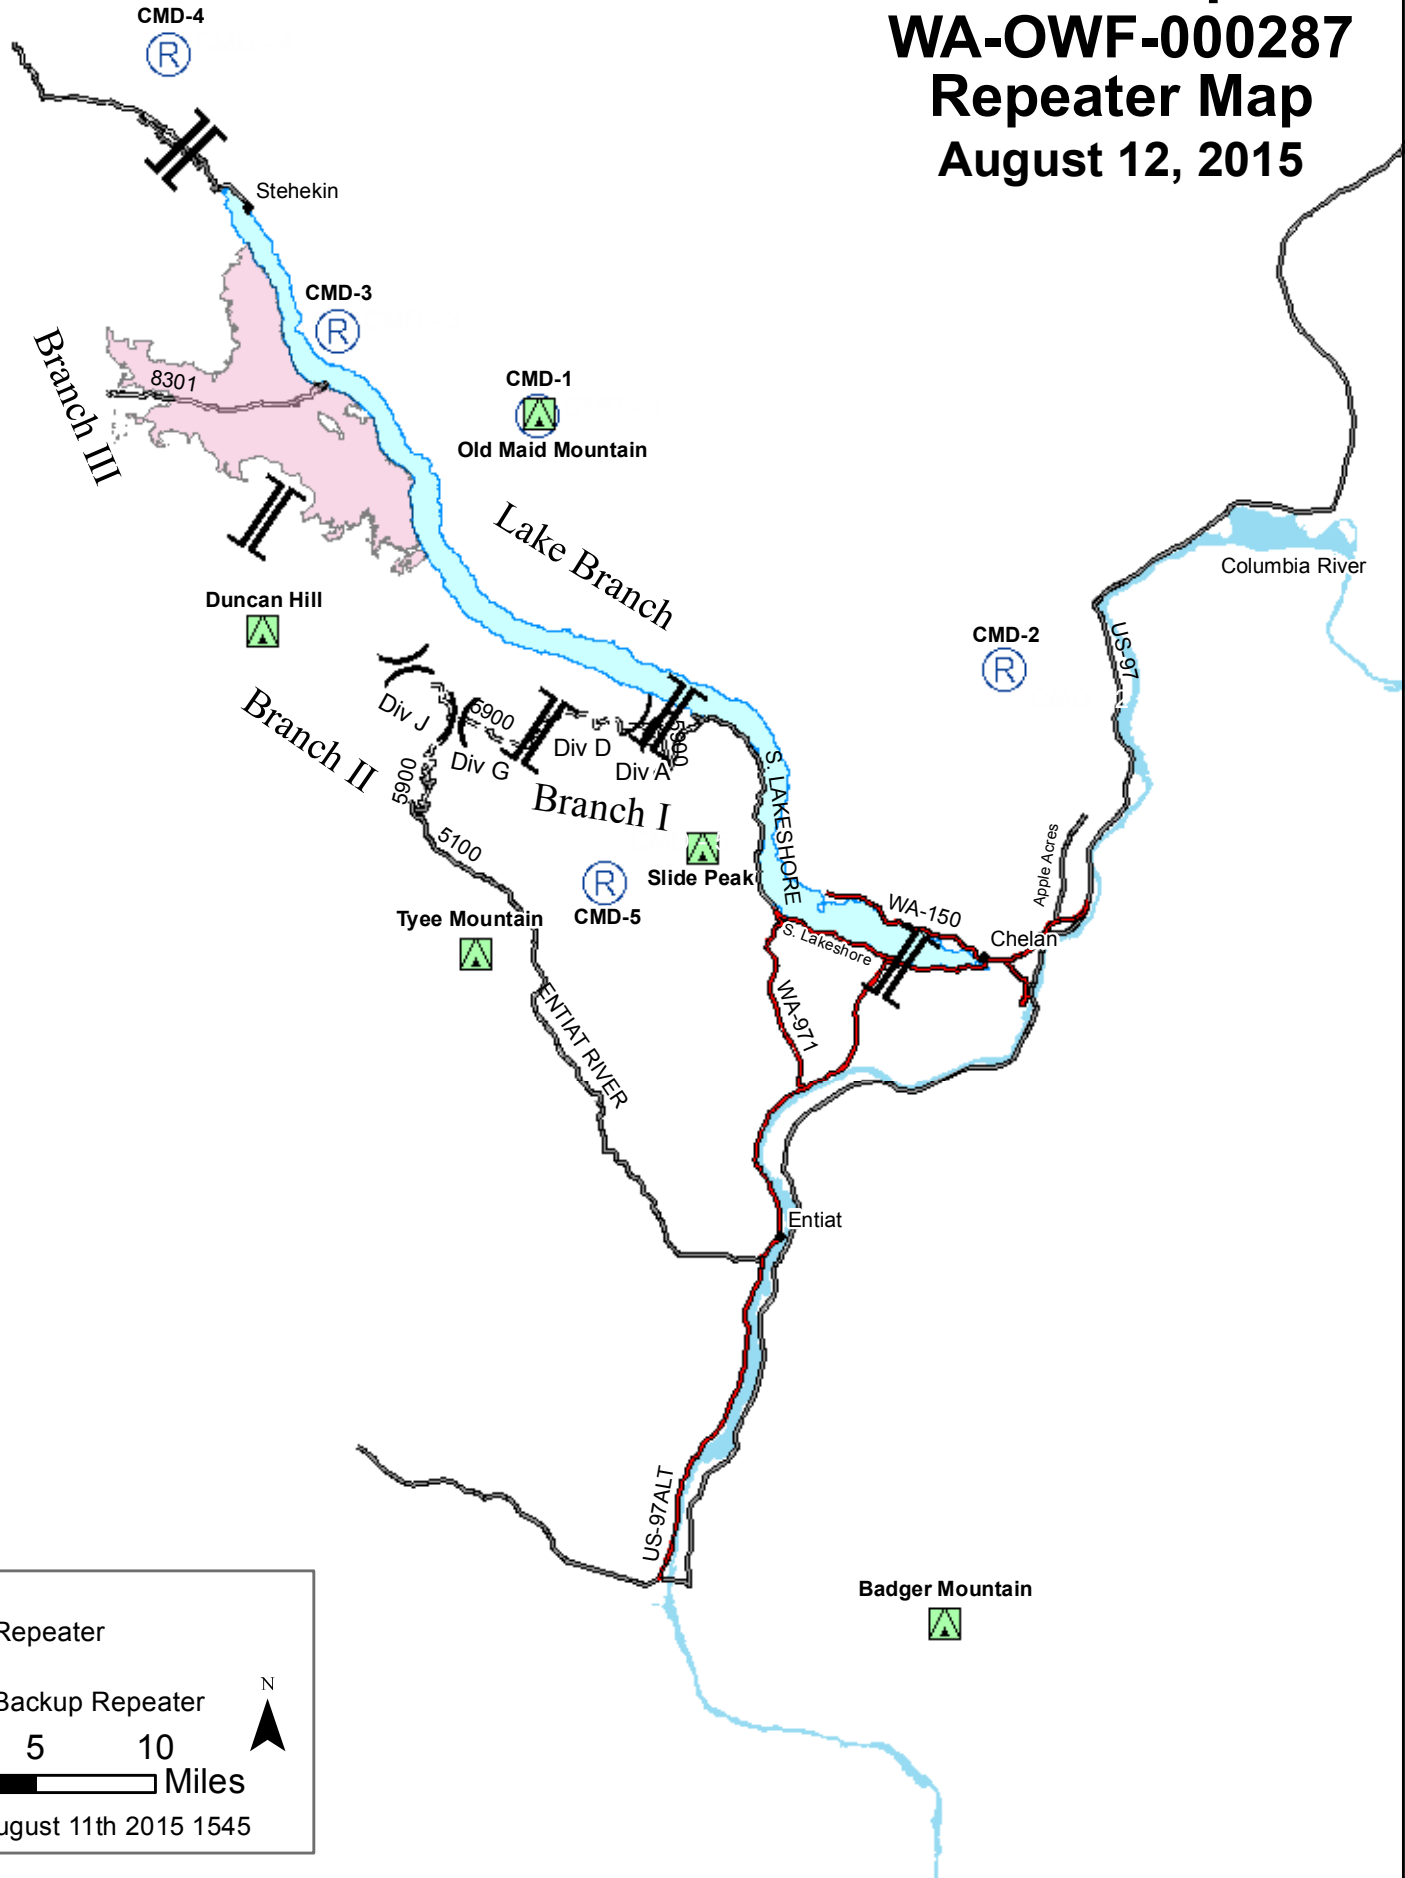 WA-OWF-000287
Repeater Map
August 12, 2015
CMD-4
R
Stehekin
CMD-3
R
Branch III
8301
CMD-1
Old Maid Mountain
Lake Branch
Columbia River
Duncan Hill
CMD-2
R
US-97
Div J
5900
Branch II
Div G
Div D
5900
Div A
Branch I
5900
S. LAKESHORE
5100
Slide Peak
R
CMD-5
Apple Acres
Tyee Mountain
WA-150
Chelan
S. Lakeshore
WA-971
ENTIAT RIVER
Entiat
US-97ALT
Badger Mountain
Repeater
Backup Repeater
N
5 10
Miles
ugust 11th 2015 1545